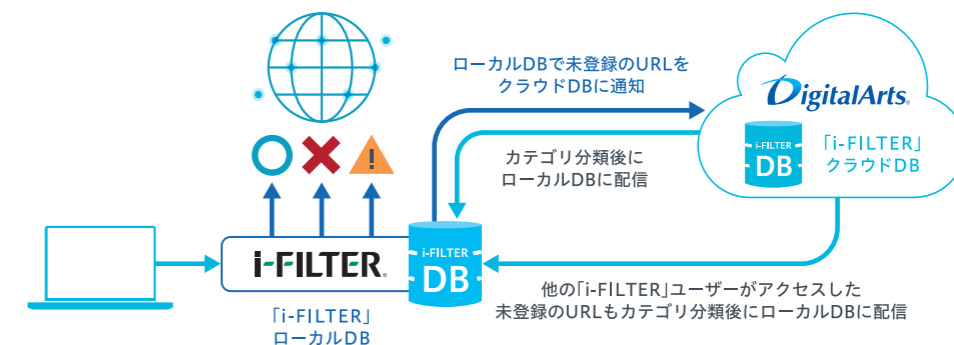 ローカルDBで未登録のURLを
クラウドDBに通知
DigitalArts.
i-FILTER
DB
「i-FILTER」
クラウドDB
カテゴリ分類後に
ローカルDBに配信
!
i-FILTER.
i-FILTER
DB
「i-FILTER」
ローカルDB
他の「i-FILTER」ユーザーがアクセスした
未登録のURLもカテゴリ分類後にローカルDBに配信